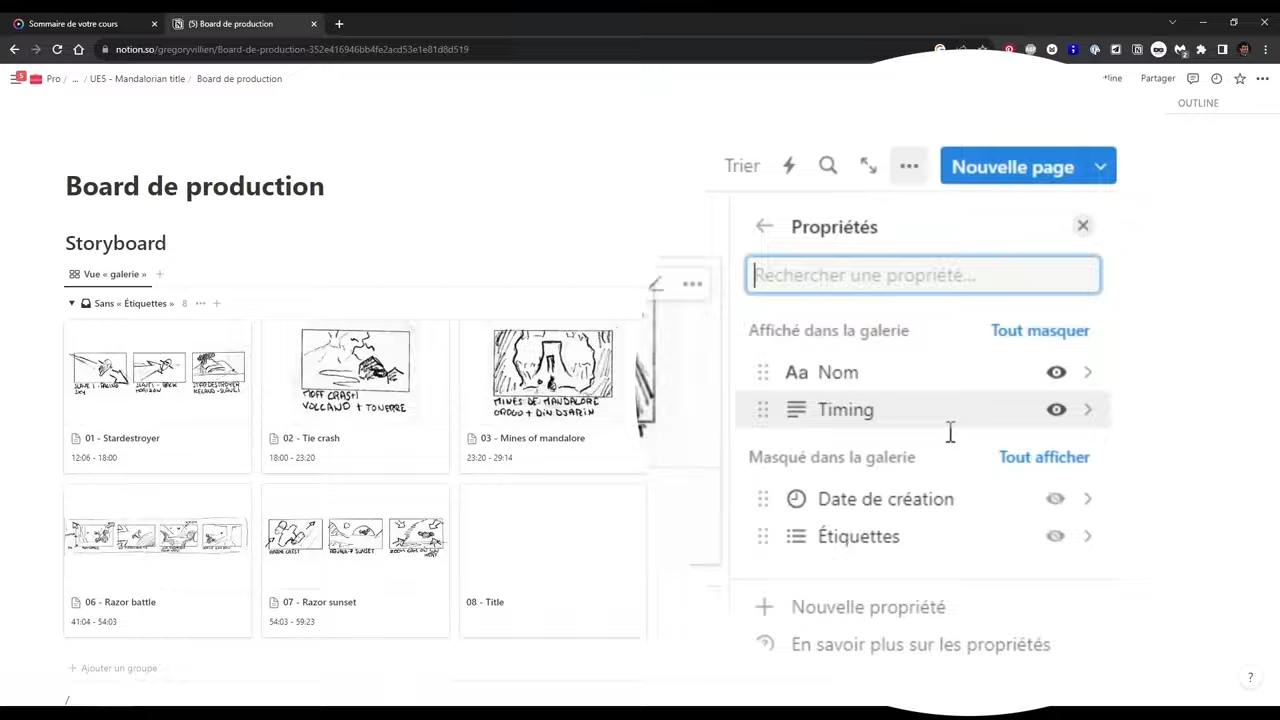 Sommaire de votre cours
(5) Board de production
notion.so/gregoryvillien/Board-de-production-352e416946bb4fe2acd53e1e81d8d519
Pro / ... / UE5 - Mandalorian title / Board de production
Partager
OUTLINE
Board de production
Storyboard
Vue « galerie »
Sans « Étiquettes » 8
MOFF CRASH
VOLCANO + TONERRE
MINES OF MANDALORE
GROGU + DIN DJARIN
01 - Stardestroyer
12:06 - 18:00
02 - Tie crash
18:00 - 23:20
03 - Mines of mandalore
23:20 - 29:14
06 - Razor battle
41:04 - 54:03
07 - Razor sunset
54:03 - 59:23
08 - Title
Ajouter un groupe
/
Trier
Nouvelle page
Propriétés
Rechercher une propriété...
Affiché dans la galerie
Tout masquer
Aa Nom
Timing
Masqué dans la galerie
Tout afficher
Date de création
Étiquettes
Nouvelle propriété
En savoir plus sur les propriétés
?